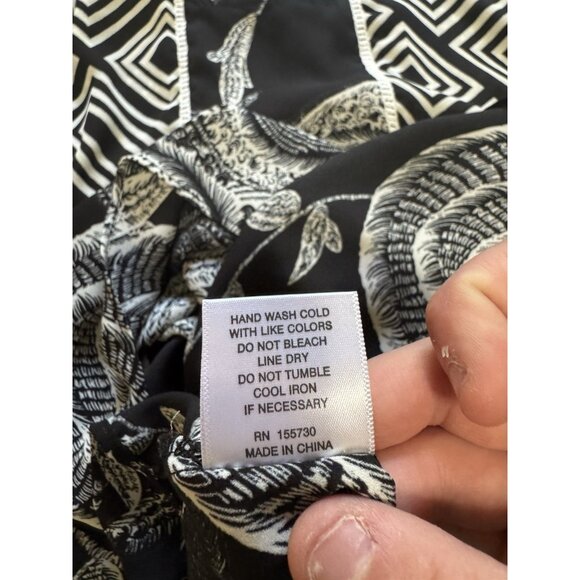 HAND WASH COLD
WITH LIKE COLORS
DO NOT BLEACH
LINE DRY
DO NOT TUMBLE
COOL IRON
IF NECESSARY
RN 155730
MADE IN CHINA